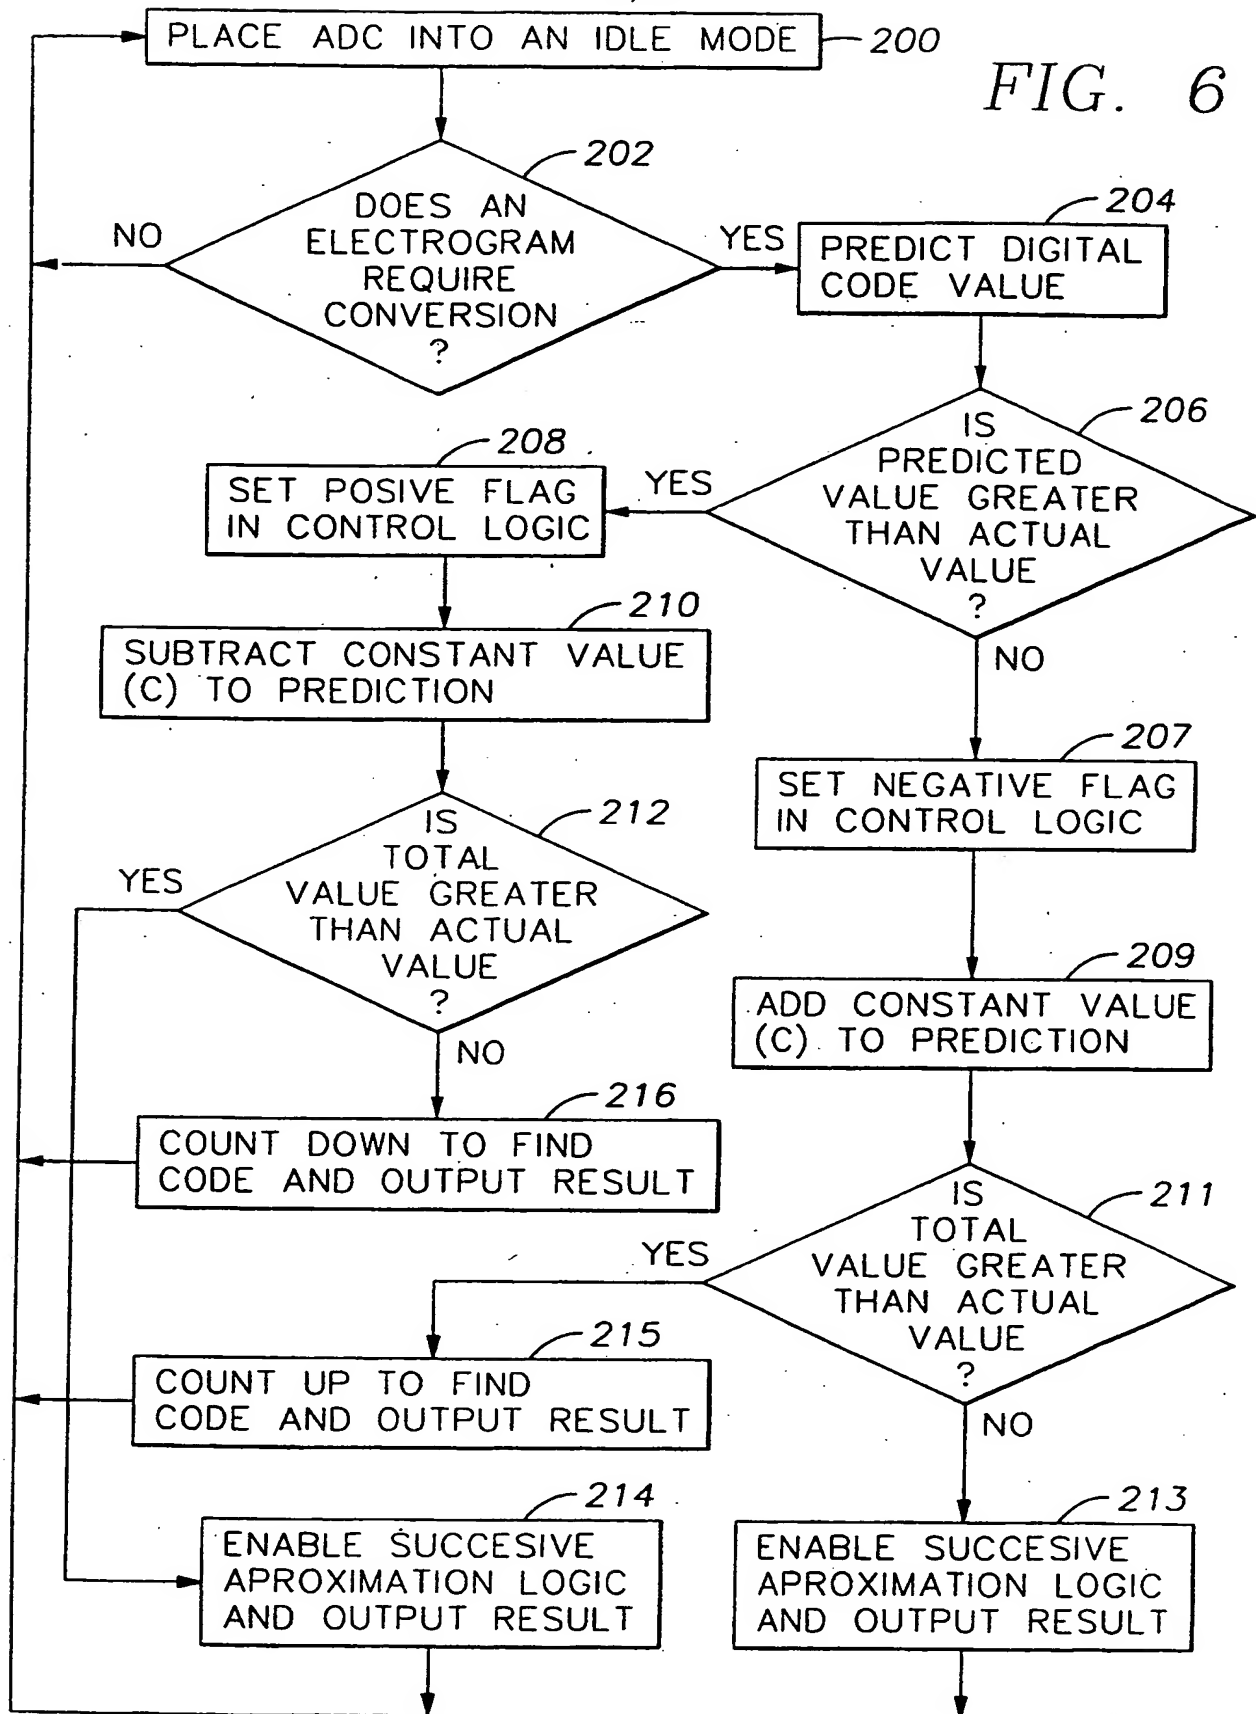 PLACE ADC INTO AN IDLE MODE
200
FIG. 6
202
DOES AN
ELECTROGRAM
REQUIRE
CONVERSION
?
NO
YES
204
PREDICT DIGITAL
CODE VALUE
206
IS
PREDICTED
VALUE GREATER
THAN ACTUAL
VALUE
?
YES
NO
208
SET POSIVE FLAG
IN CONTROL LOGIC
210
SUBTRACT CONSTANT VALUE
(C) TO PREDICTION
207
SET NEGATIVE FLAG
IN CONTROL LOGIC
212
IS
TOTAL
VALUE GREATER
THAN ACTUAL
VALUE
?
YES
NO
209
ADD CONSTANT VALUE
(C) TO PREDICTION
216
COUNT DOWN TO FIND
CODE AND OUTPUT RESULT
211
IS
TOTAL
VALUE GREATER
THAN ACTUAL
VALUE
?
YES
NO
215
COUNT UP TO FIND
CODE AND OUTPUT RESULT
214
ENABLE SUCCESIVE
APROXIMATION LOGIC
AND OUTPUT RESULT
213
ENABLE SUCCESIVE
APROXIMATION LOGIC
AND OUTPUT RESULT